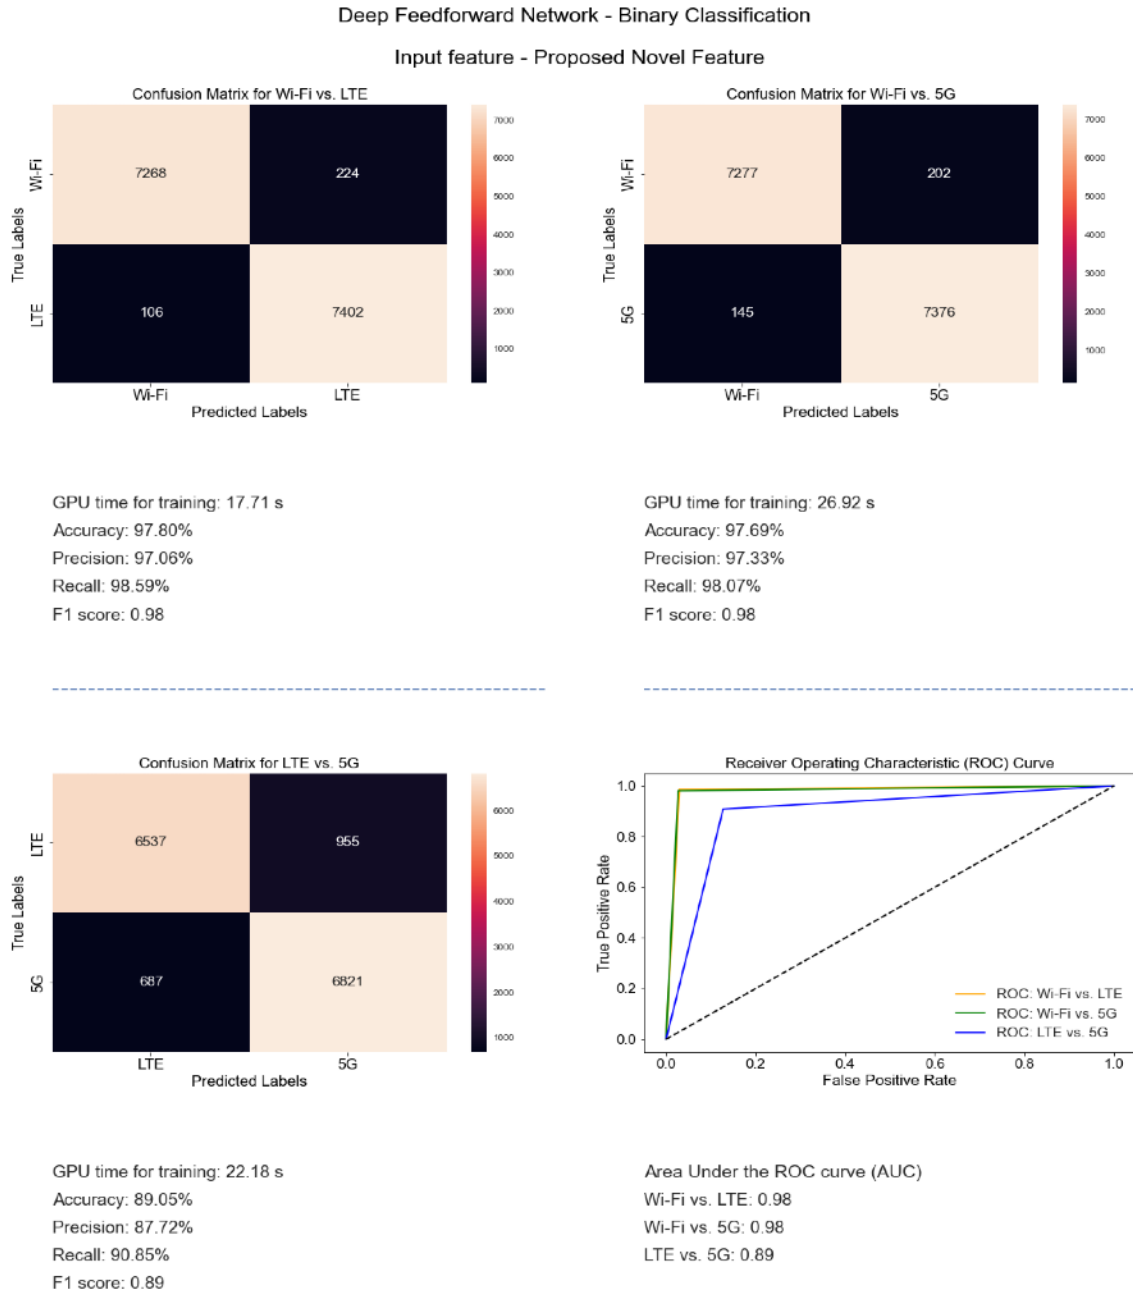 Deep Feedforward Network - Binary Classification
Input feature - Proposed Novel Feature
Confusion Matrix for Wi-Fi vs. LTE
True Labels
Wi-Fi
LTE
7268
224
106
7402
Wi-Fi
LTE
Predicted Labels
7000
6000
5000
4000
3000
2000
1000
Confusion Matrix for Wi-Fi vs. 5G
True Labels
Wi-Fi
5G
7277
202
145
7376
Wi-Fi
5G
Predicted Labels
7000
6000
5000
4000
3000
2000
1000
GPU time for training: 17.71 s
Accuracy: 97.80%
Precision: 97.06%
Recall: 98.59%
F1 score: 0.98
GPU time for training: 26.92 s
Accuracy: 97.69%
Precision: 97.33%
Recall: 98.07%
F1 score: 0.98
Confusion Matrix for LTE vs. 5G
True Labels
LTE
5G
6537
955
687
6821
LTE
5G
Predicted Labels
6000
5000
4000
3000
2000
1000
Receiver Operating Characteristic (ROC) Curve
True Positive Rate
1.0
0.8
0.6
0.4
0.2
0.0
ROC: Wi-Fi vs. LTE
ROC: Wi-Fi vs. 5G
ROC: LTE vs. 5G
0.0
0.2
0.4
0.6
0.8
1.0
False Positive Rate
GPU time for training: 22.18 s
Accuracy: 89.05%
Precision: 87.72%
Recall: 90.85%
F1 score: 0.89
Area Under the ROC curve (AUC)
Wi-Fi vs. LTE: 0.98
Wi-Fi vs. 5G: 0.98
LTE vs. 5G: 0.89